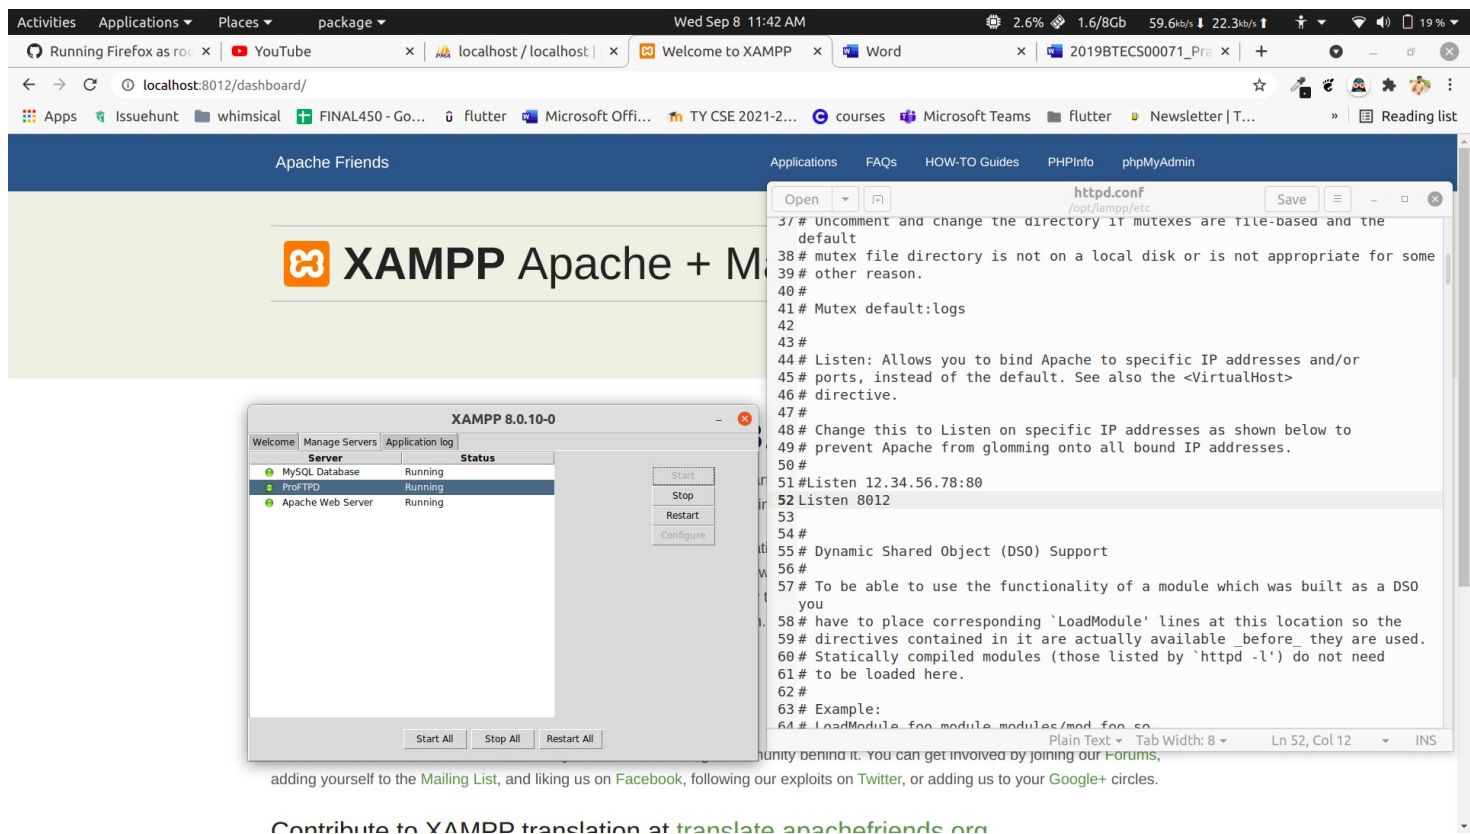 Activities Applications Places package Wed Sep 8 11:42 AM 2.6% 1.6/8Gb 59.6kb/s 22.3kb/s 19 %
Running Firefox as roo YouTube localhost / localhost | Welcome to XAMPP Word 2019BTECS00071_Pra
localhost:8012/dashboard/
Apps Issuehunt whimsical FINAL450 - Go... flutter Microsoft Offi... TY CSE 2021-2... courses Microsoft Teams flutter Newsletter | T... » Reading list
Apache Friends Applications FAQs HOW-TO Guides PHPInfo phpMyAdmin
XAMPP Apache + Ma
Open httpd.conf Save
/opt/lampp/etc
37 # Uncomment and change the directory if mutexes are file-based and the
default
38 # mutex file directory is not on a local disk or is not appropriate for some
39 # other reason.
40 #
41 # Mutex default:logs
42
43 #
44 # Listen: Allows you to bind Apache to specific IP addresses and/or
45 # ports, instead of the default. See also the <VirtualHost>
46 # directive.
47 #
48 # Change this to Listen on specific IP addresses as shown below to
49 # prevent Apache from glomming onto all bound IP addresses.
50 #
51 #Listen 12.34.56.78:80
52 Listen 8012
53
54 #
55 # Dynamic Shared Object (DSO) Support
56 #
57 # To be able to use the functionality of a module which was built as a DSO
you
58 # have to place corresponding `LoadModule' lines at this location so the
59 # directives contained in it are actually available _before_ they are used.
60 # Statically compiled modules (those listed by `httpd -l') do not need
61 # to be loaded here.
62 #
63 # Example:
64 # LoadModule foo_module modules/mod_foo.so
Plain Text Tab Width: 8 Ln 52, Col 12 INS
XAMPP 8.0.10-0
Welcome Manage Servers Application log
Server Status
MySQL Database Running
ProFTPD Running
Apache Web Server Running
Start
Stop
Restart
Configure
Start All Stop All Restart All
behind it. You can get involved by joining our Forums,
adding yourself to the Mailing List, and liking us on Facebook, following our exploits on Twitter, or adding us to your Google+ circles.
Contribute to XAMPP translation at translate.apachefriends.org